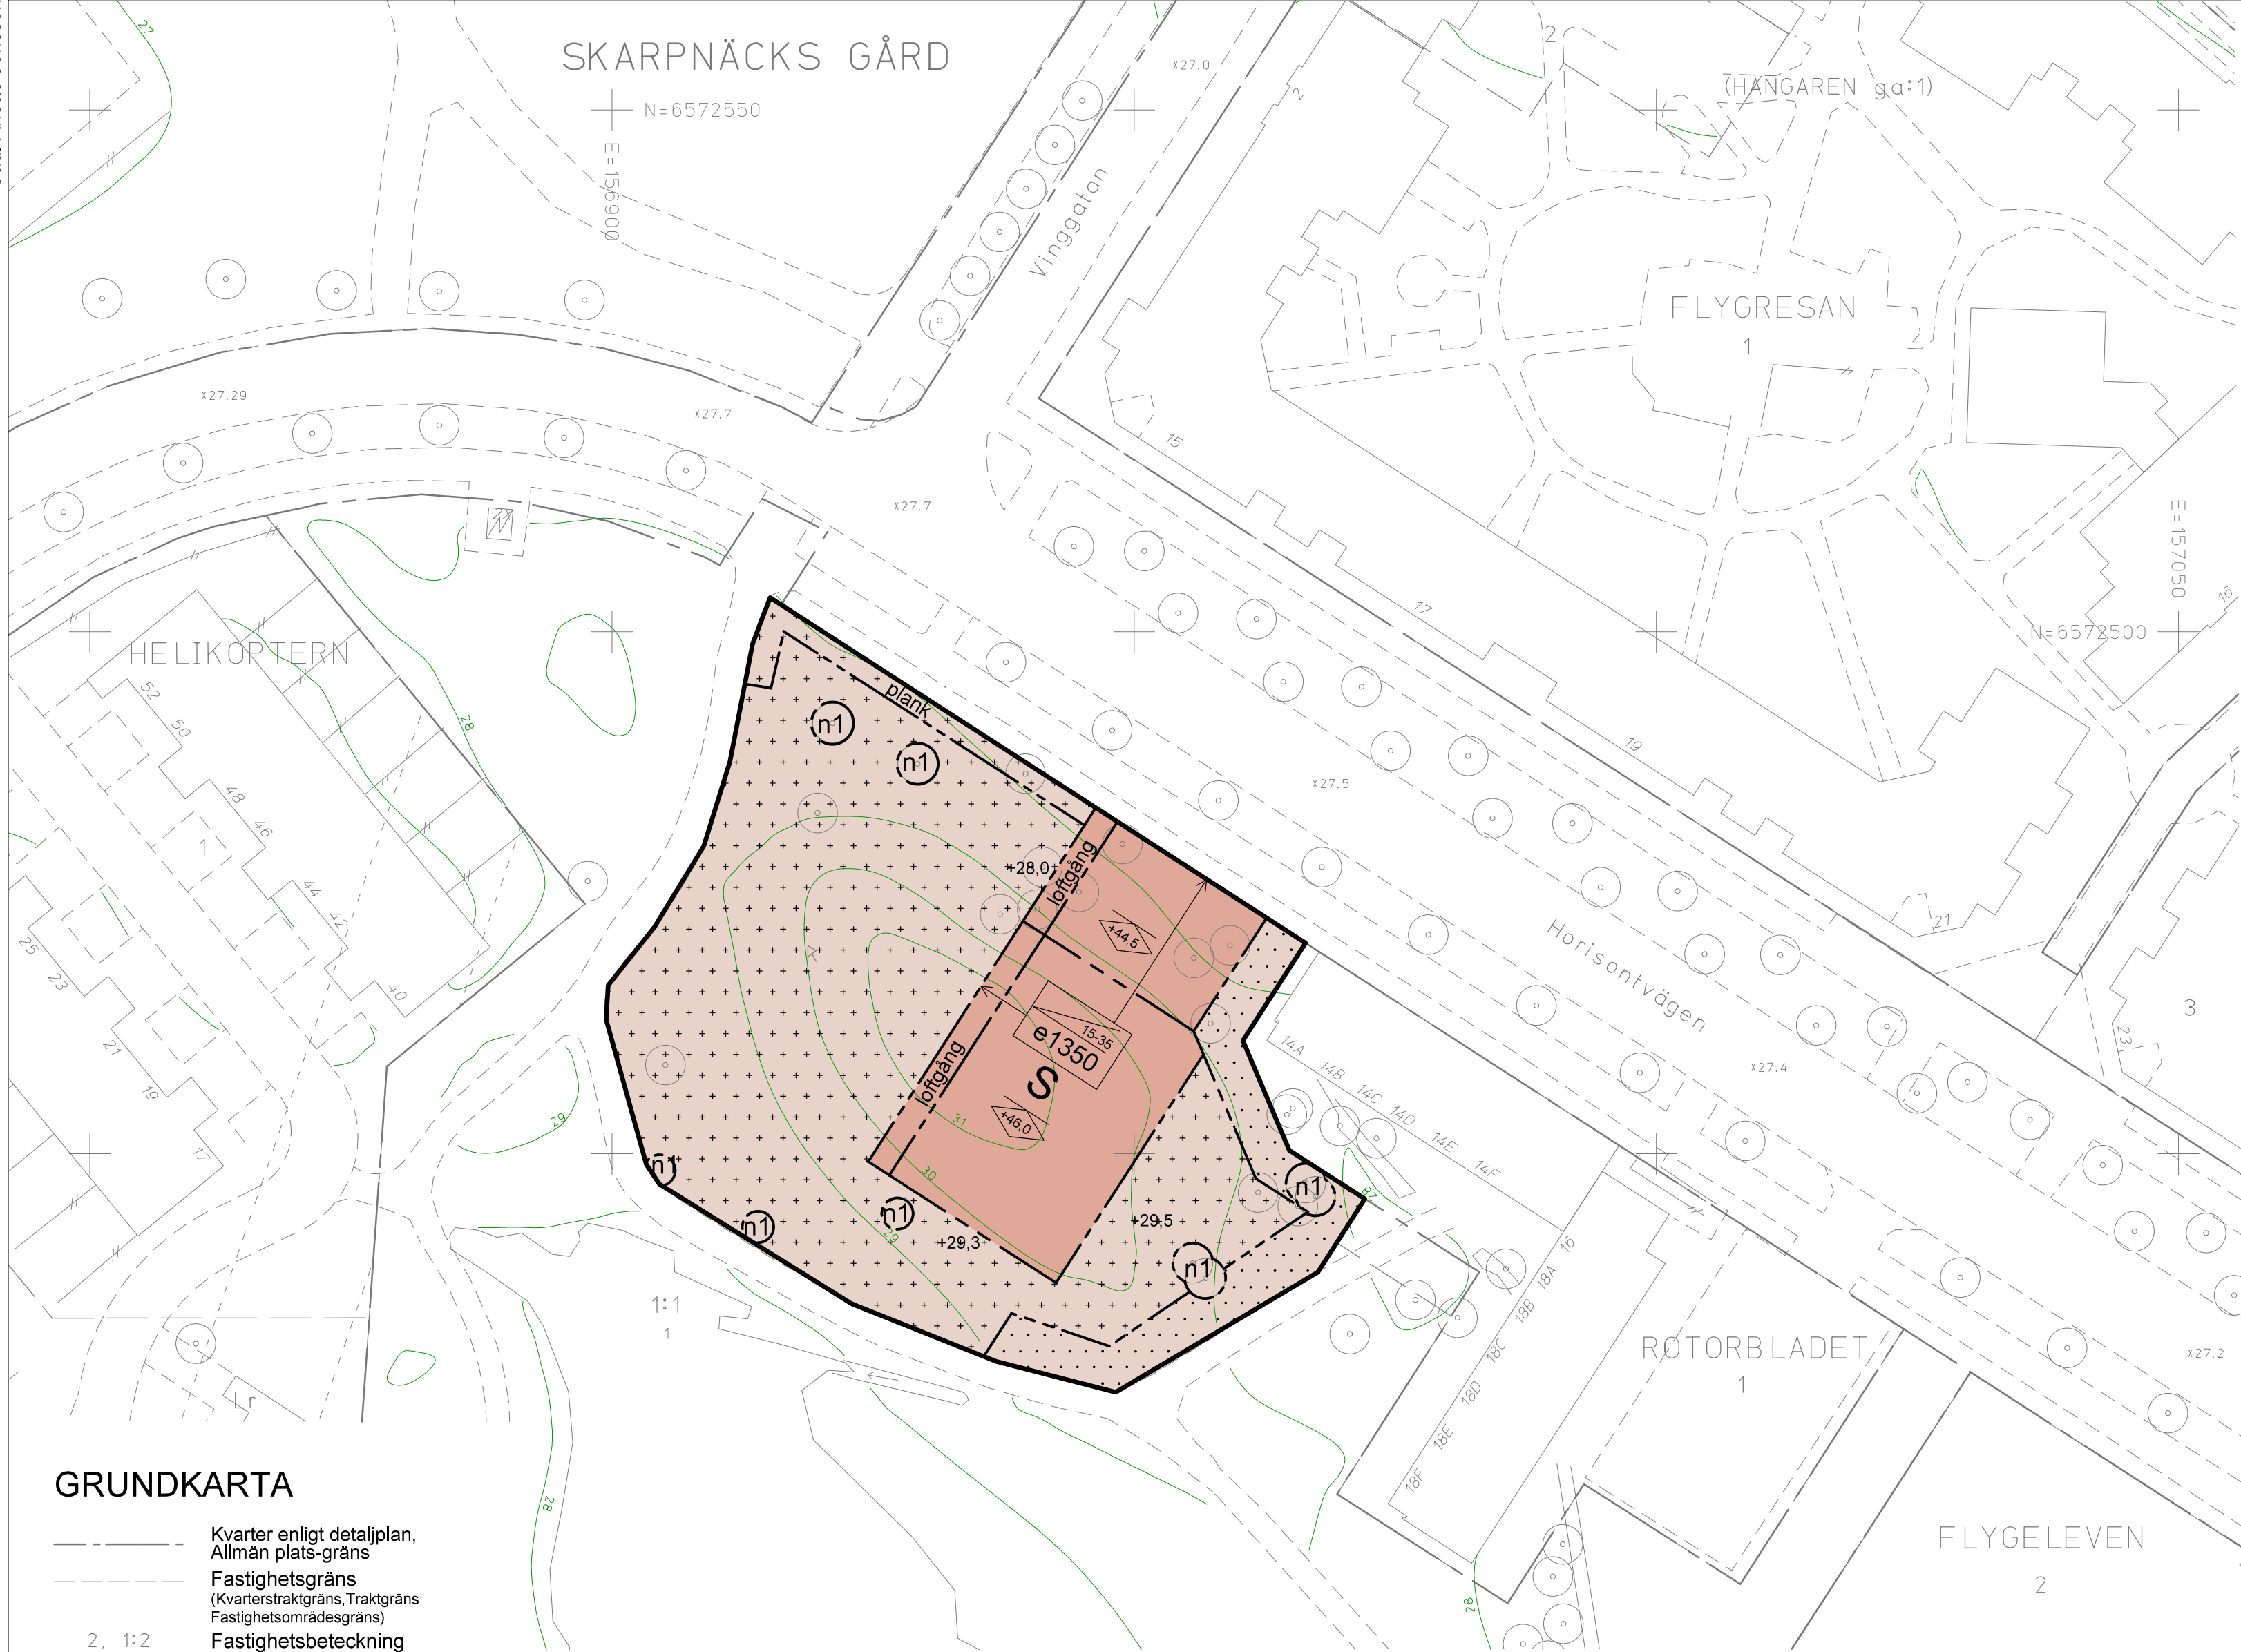 27
SKARPNÄCKS GÅRD
N=6572550
E=156900
x27.0
2
2
(HANGAREN ga:1)
Vinggatan
FLYGRESAN
1
x27.29
x27.7
x27.7
15
17
19
21
16
E=157050
N=6572500
HELIKOPTERN
52
50
48
46
44
42
40
1
28
25
23
21
19
17
plank
n1
n1
+28,0
loftgång
+44,5
x27.5
Horisontvägen
3
23
x27.4
15-35
e1350
S
loftgång
+46,0
31
30
29
29
n1
n1
n1
+29,3
+29,5
n1
n1
14A
14B
14C
14D
14E
14F
28
16
18A
18B
18C
18D
18E
18F
1:1
1
ROTORBLADET
1
x27.2
Lr
28
28
FLYGELEVEN
2
GRUNDKARTA
Kvarter enligt detaljplan,
Allmän plats-gräns
Fastighetsgräns
(Kvarterstraktgräns,Traktgräns
Fastighetsområdesgräns)
2, 1:2
Fastighetsbeteckning